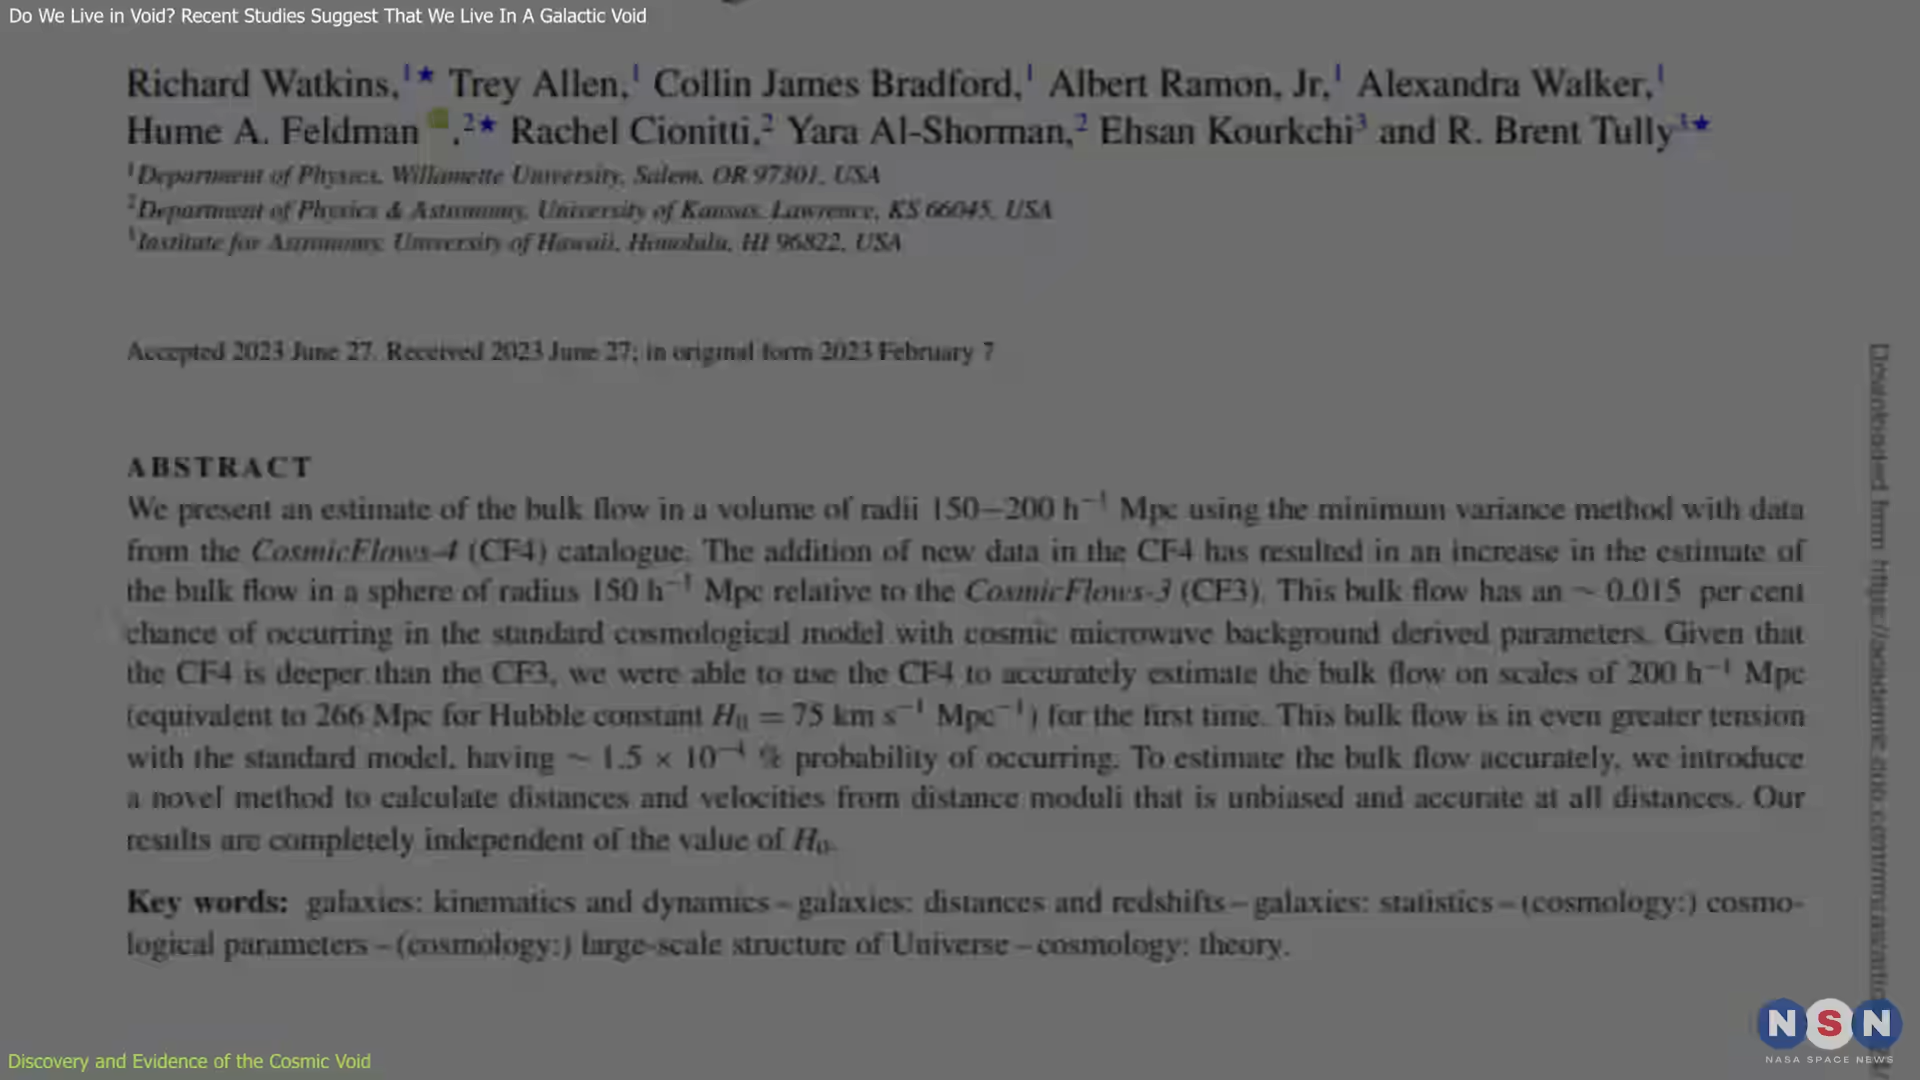 Do We Live in Void? Recent Studies Suggest That We Live In A Galactic Void
Richard Watkins,1★ Trey Allen,1 Collin James Bradford,1 Albert Ramon, Jr,1 Alexandra Walker,1
Hume A. Feldman ,2★ Rachel Cionitti,2 Yara Al-Shorman,2 Ehsan Kourkchi3 and R. Brent Tully3★
1Department of Physics, Willamette University, Salem, OR 97301, USA
2Department of Physics & Astronomy, University of Kansas, Lawrence, KS 66045, USA
3Institute for Astronomy, University of Hawaii, Honolulu, HI 96822, USA
Accepted 2023 June 27. Received 2023 June 27; in original form 2023 February 7
ABSTRACT
We present an estimate of the bulk flow in a volume of radii 150–200 h−1 Mpc using the minimum variance method with data
from the CosmicFlows-4 (CF4) catalogue. The addition of new data in the CF4 has resulted in an increase in the estimate of
the bulk flow in a sphere of radius 150 h−1 Mpc relative to the CosmicFlows-3 (CF3). This bulk flow has an ~ 0.015 per cent
chance of occurring in the standard cosmological model with cosmic microwave background derived parameters. Given that
the CF4 is deeper than the CF3, we were able to use the CF4 to accurately estimate the bulk flow on scales of 200 h−1 Mpc
(equivalent to 266 Mpc for Hubble constant H0 = 75 km s−1 Mpc−1) for the first time. This bulk flow is in even greater tension
with the standard model, having ~ 1.5 × 10−4 % probability of occurring. To estimate the bulk flow accurately, we introduce
a novel method to calculate distances and velocities from distance moduli that is unbiased and accurate at all distances. Our
results are completely independent of the value of H0.
Key words: galaxies: kinematics and dynamics – galaxies: distances and redshifts – galaxies: statistics – (cosmology:) cosmo-
logical parameters – (cosmology:) large-scale structure of Universe – cosmology: theory.
Downloaded from
NSN
NASA SPACE NEWS
Discovery and Evidence of the Cosmic Void